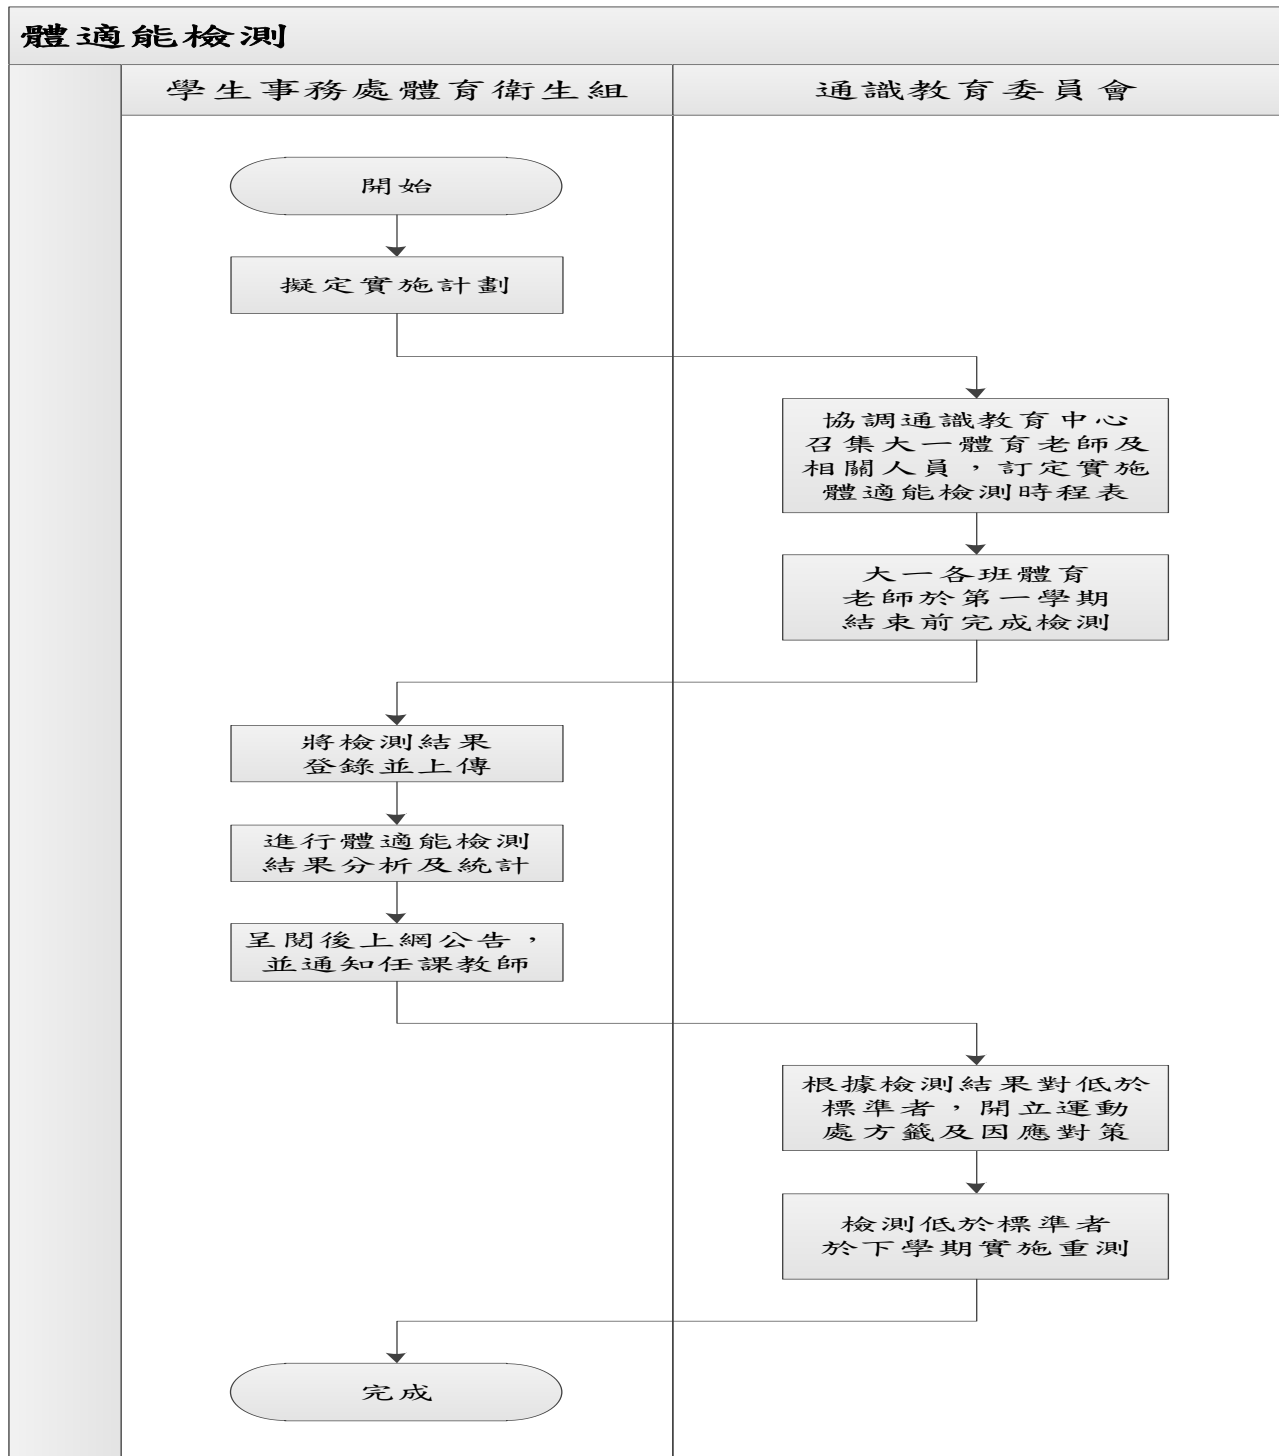 體適能檢測
學生事務處體育衛生組
通識教育委員會
開始
擬定實施計劃
協調通識教育中心
召集大一體育老師及
相關人員，訂定實施
體適能檢測時程表
大一各班體育
老師於第一學期
結束前完成檢測
將檢測結果
登錄並上傳
進行體適能檢測
結果分析及統計
呈閱後上網公告，
並通知任課教師
根據檢測結果對低於
標準者，開立運動
處方籤及因應對策
檢測低於標準者
於下學期實施重測
完成